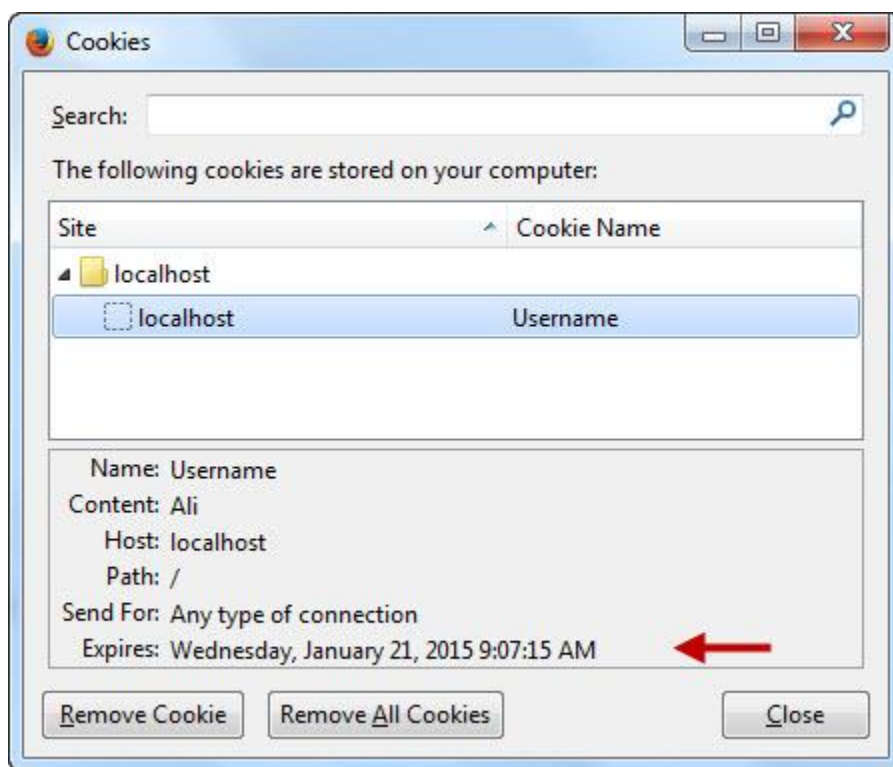 Cookies
Search:
The following cookies are stored on your computer:
Site Cookie Name
localhost
localhost Username
Name: Username
Content: Ali
Host: localhost
Path: /
Send For: Any type of connection
Expires: Wednesday, January 21, 2015 9:07:15 AM
Remove Cookie Remove All Cookies Close